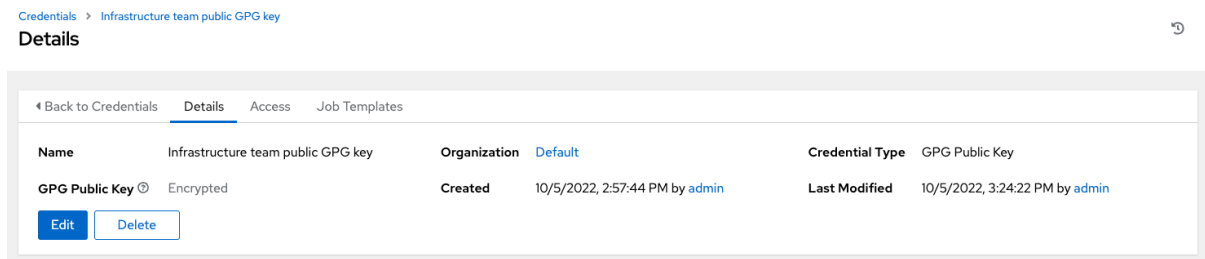 Credentials > Infrastructure team public GPG key
Details
Back to Credentials Details Access Job Templates
Name Infrastructure team public GPG key Organization Default Credential Type GPG Public Key
GPG Public Key Encrypted Created 10/5/2022, 2:57:44 PM by admin Last Modified 10/5/2022, 3:24:22 PM by admin
Edit Delete